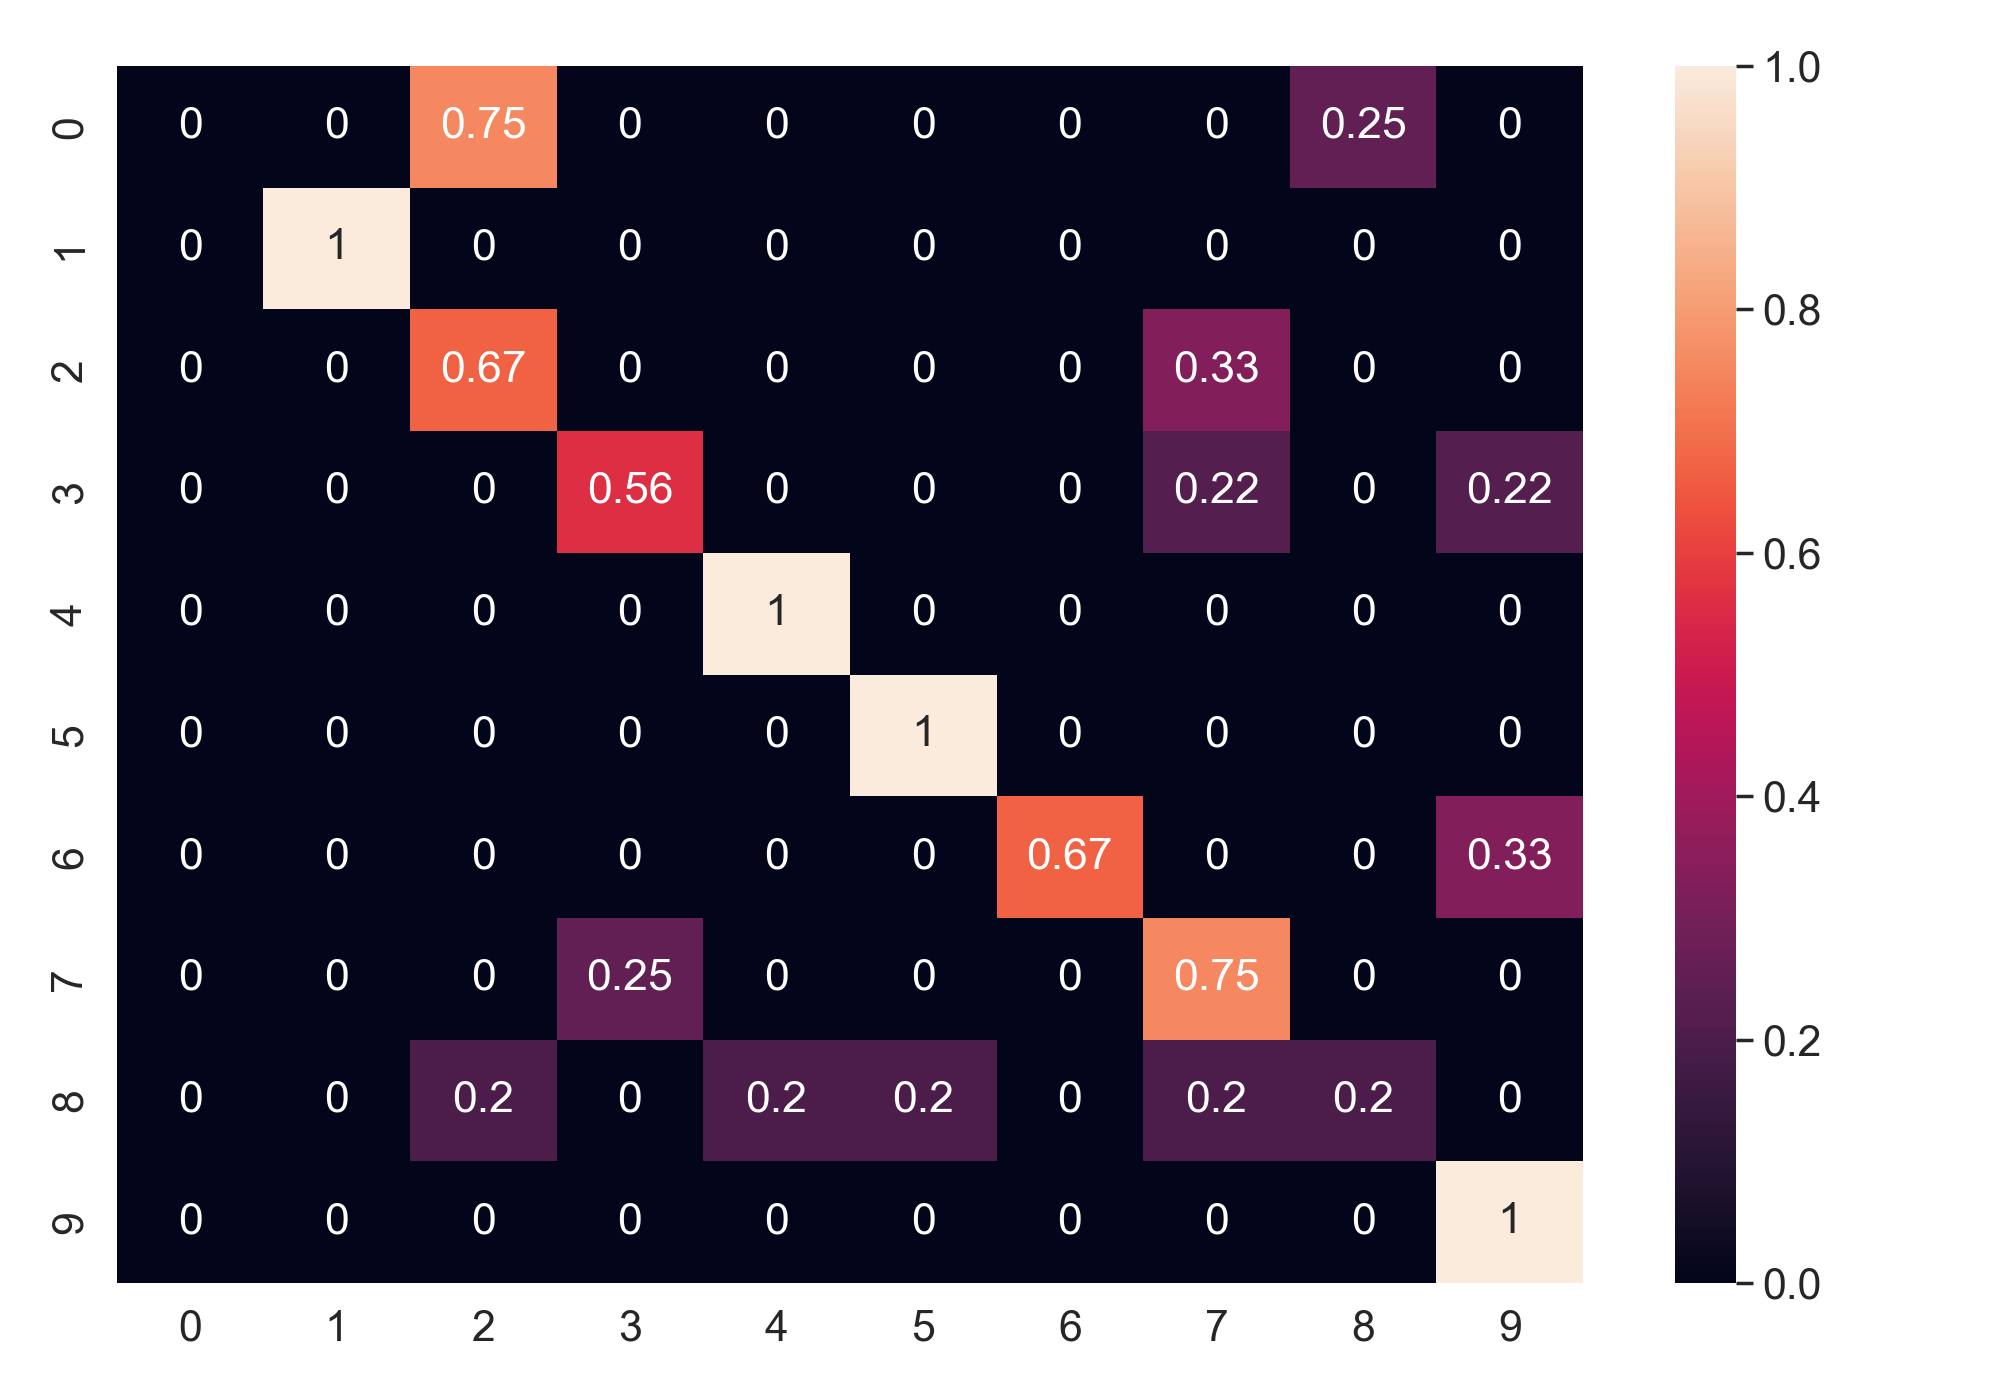 0 0 0 0.75 0 0 0 0 0 0.25 0
1 0 1 0 0 0 0 0 0 0 0
2 0 0 0.67 0 0 0 0 0.33 0 0
3 0 0 0 0.56 0 0 0 0.22 0 0.22
4 0 0 0 0 1 0 0 0 0 0
5 0 0 0 0 0 1 0 0 0 0
6 0 0 0 0 0 0 0.67 0 0 0.33
7 0 0 0 0.25 0 0 0 0.75 0 0
8 0 0 0.2 0 0.2 0.2 0 0.2 0.2 0
9 0 0 0 0 0 0 0 0 0 1
0 1 2 3 4 5 6 7 8 9
1.0
0.8
0.6
0.4
0.2
0.0